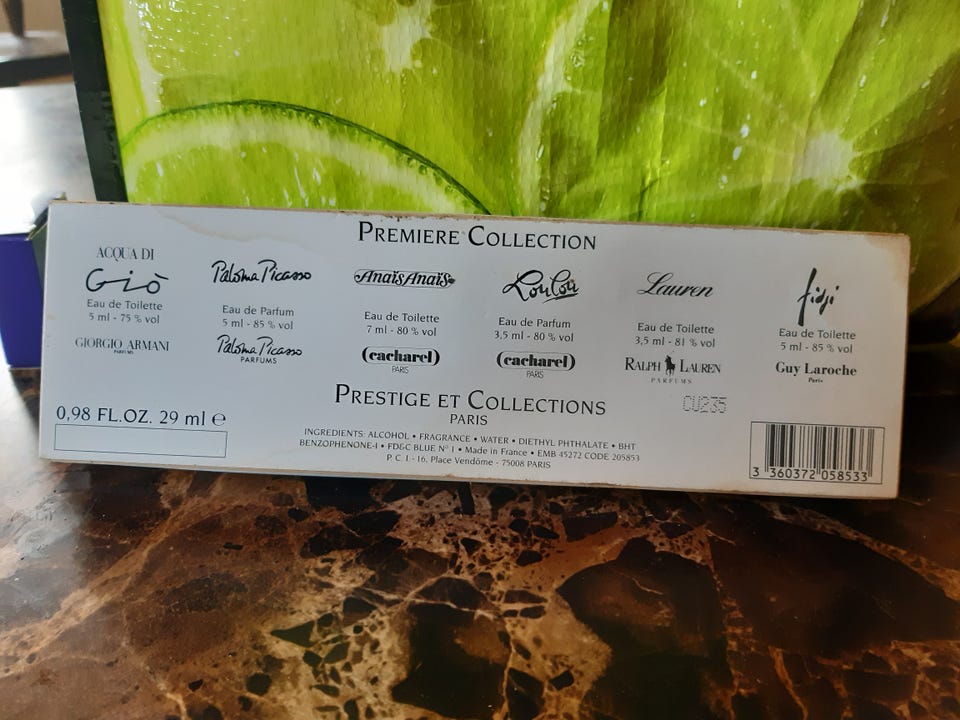 PREMIERE COLLECTION
ACQUA DI
Giò
Eau de Toilette
5 ml - 75 % vol
GIORGIO ARMANI
PARFUMS
Paloma Picasso
Eau de Parfum
5 ml - 85 % vol
Paloma Picasso
PARFUMS
Anaïs Anaïs
Eau de Toilette
7 ml - 80 % vol
cacharel
PARIS
LouLou
Eau de Parfum
3,5 ml - 80 % vol
cacharel
PARIS
Lauren
Eau de Toilette
3,5 ml - 81 % vol
RALPH LAUREN
PARFUMS
fidji
Eau de Toilette
5 ml - 85 % vol
Guy Laroche
Paris
PRESTIGE ET COLLECTIONS
PARIS
CU235
0,98 FL.OZ. 29 ml ℮
INGREDIENTS: ALCOHOL • FRAGRANCE • WATER • DIETHYL PHTHALATE • BHT
BENZOPHENONE-1 • FD&C BLUE N° 1 • Made in France • EMB 45272 CODE 205853
P. C. I - 16, Place Vendôme - 75008 PARIS
3 360372 058533